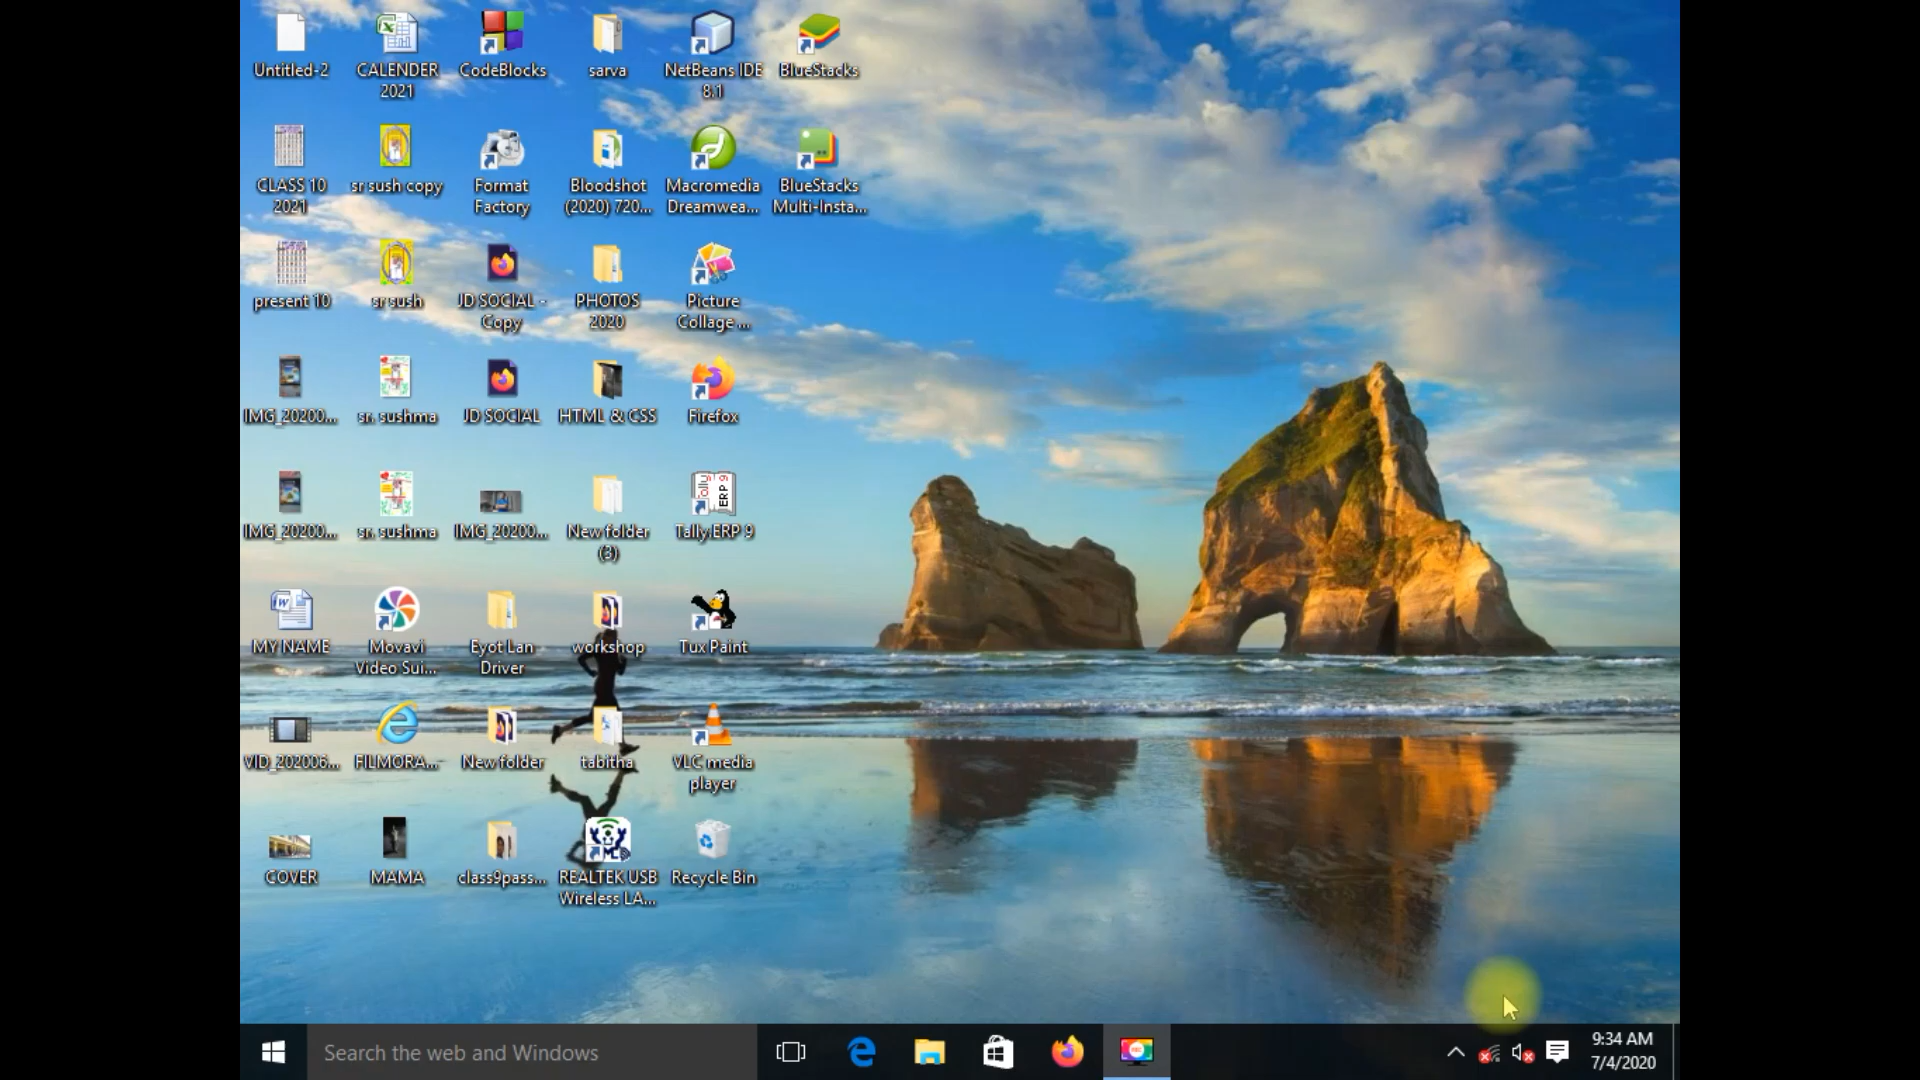 Untitled-2
CALENDER
2021
CodeBlocks
sarva
NetBeans IDE
8.1
BlueStacks
CLASS 10
2021
sr sush copy
Format
Factory
Bloodshot
(2020) 720...
Macromedia
Dreamwea...
BlueStacks
Multi-Insta...
present 10
sr sush
JD SOCIAL -
Copy
PHOTOS
2020
Picture
Collage ...
IMG_20200...
sr. sushma
JD SOCIAL
HTML & CSS
Firefox
IMG_20200...
sr. sushma
IMG_20200...
New folder
(3)
Tally
ERP 9
Tally.ERP 9
MY NAME
Movavi
Video Sui...
Eyot Lan
Driver
workshop
Tux Paint
VID_202006...
FILMORA...
New folder
tabitha
VLC media
player
COVER
MAMA
class9pass...
REALTEK USB
Wireless LA...
Recycle Bin
Search the web and Windows
9:34 AM
7/4/2020